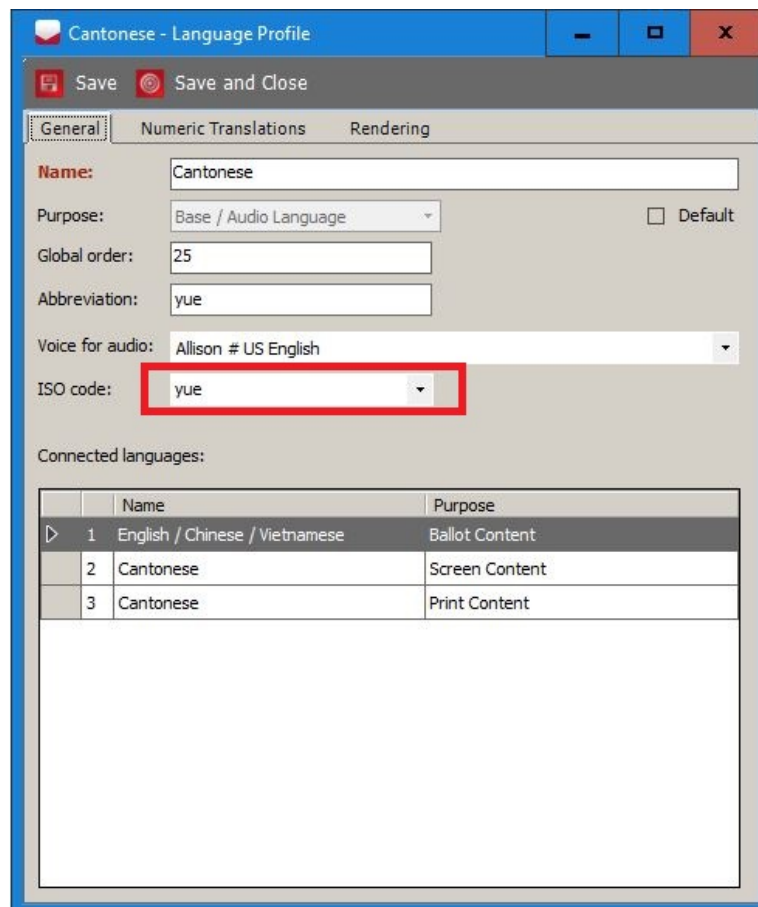 Cantonese - Language Profile
Save Save and Close
General Numeric Translations Rendering
Name: Cantonese
Purpose: Base / Audio Language Default
Global order: 25
Abbreviation: yue
Voice for audio: Allison # US English
ISO code: yue
Connected languages:
Name Purpose
1 English / Chinese / Vietnamese Ballot Content
2 Cantonese Screen Content
3 Cantonese Print Content